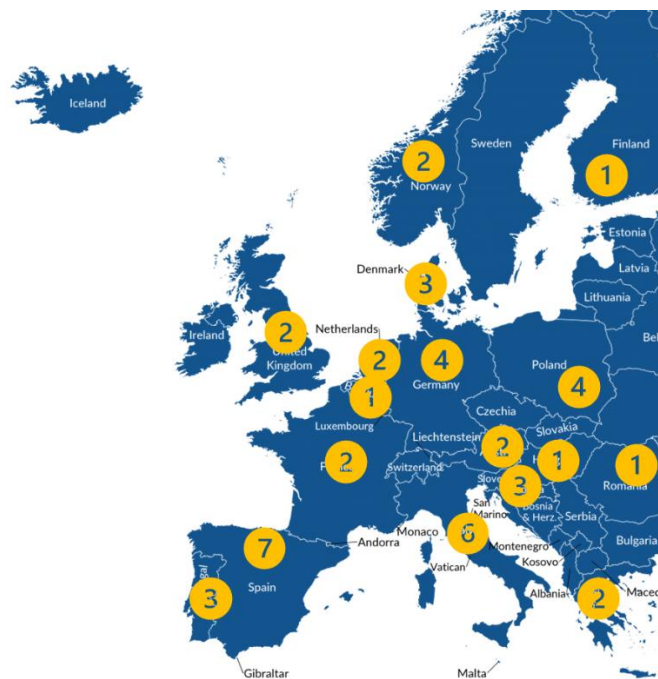 Iceland
Sweden
Finland
2
1
Norway
Estonia
Denmark
3
Latvia
Lithuania
2
Ireland
United
Kingdom
Netherlands
2
4
Germany
Poland
4
1
Luxembourg
Czechia
Slovakia
2
Liechtenstein
Switzerland
2
1
1
Romania
3
San
Marino
Bosnia
& Herz.
Serbia
6
Monaco
Montenegro
Bulgaria
7
Andorra
Vatican
Kosovo
Spain
3
Albania
2
Maced
Gibraltar
Malta